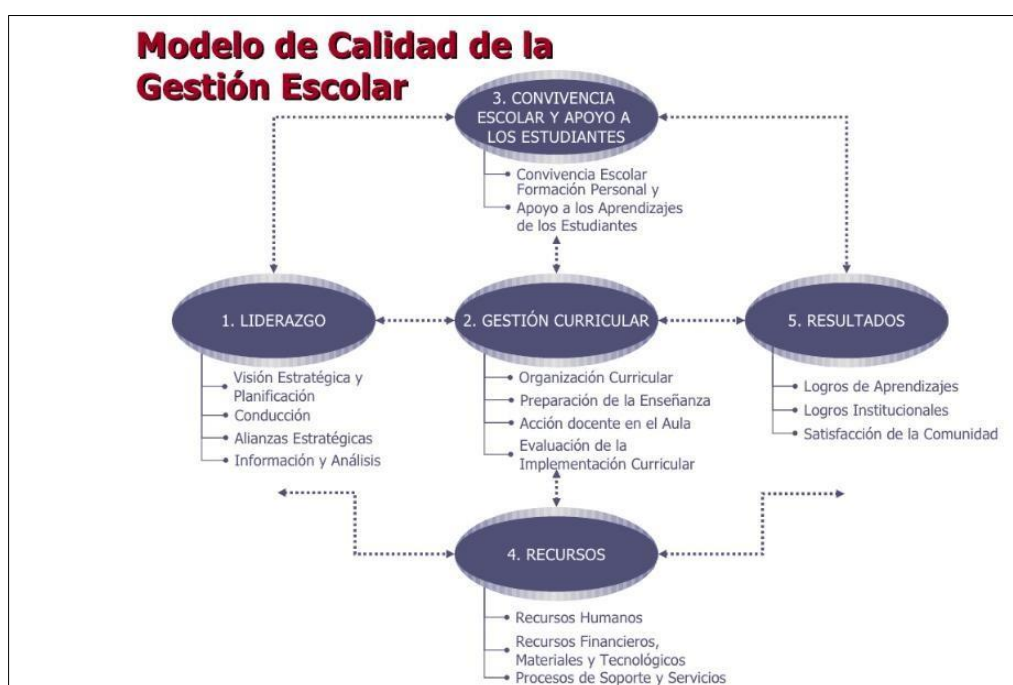 Modelo de Calidad de la
Gestión Escolar
3. CONVIVENCIA
ESCOLAR Y APOYO A
LOS ESTUDIANTES
Convivencia Escolar
Formación Personal y
Apoyo a los Aprendizajes
de los Estudiantes
1. LIDERAZGO
Visión Estratégica y
Planificación
Conducción
Alianzas Estratégicas
Información y Análisis
2. GESTIÓN CURRICULAR
Organización Curricular
Preparación de la Enseñanza
Acción docente en el Aula
Evaluación de la
Implementación Curricular
5. RESULTADOS
Logros de Aprendizajes
Logros Institucionales
Satisfacción de la Comunidad
4. RECURSOS
Recursos Humanos
Recursos Financieros,
Materiales y Tecnológicos
Procesos de Soporte y Servicios